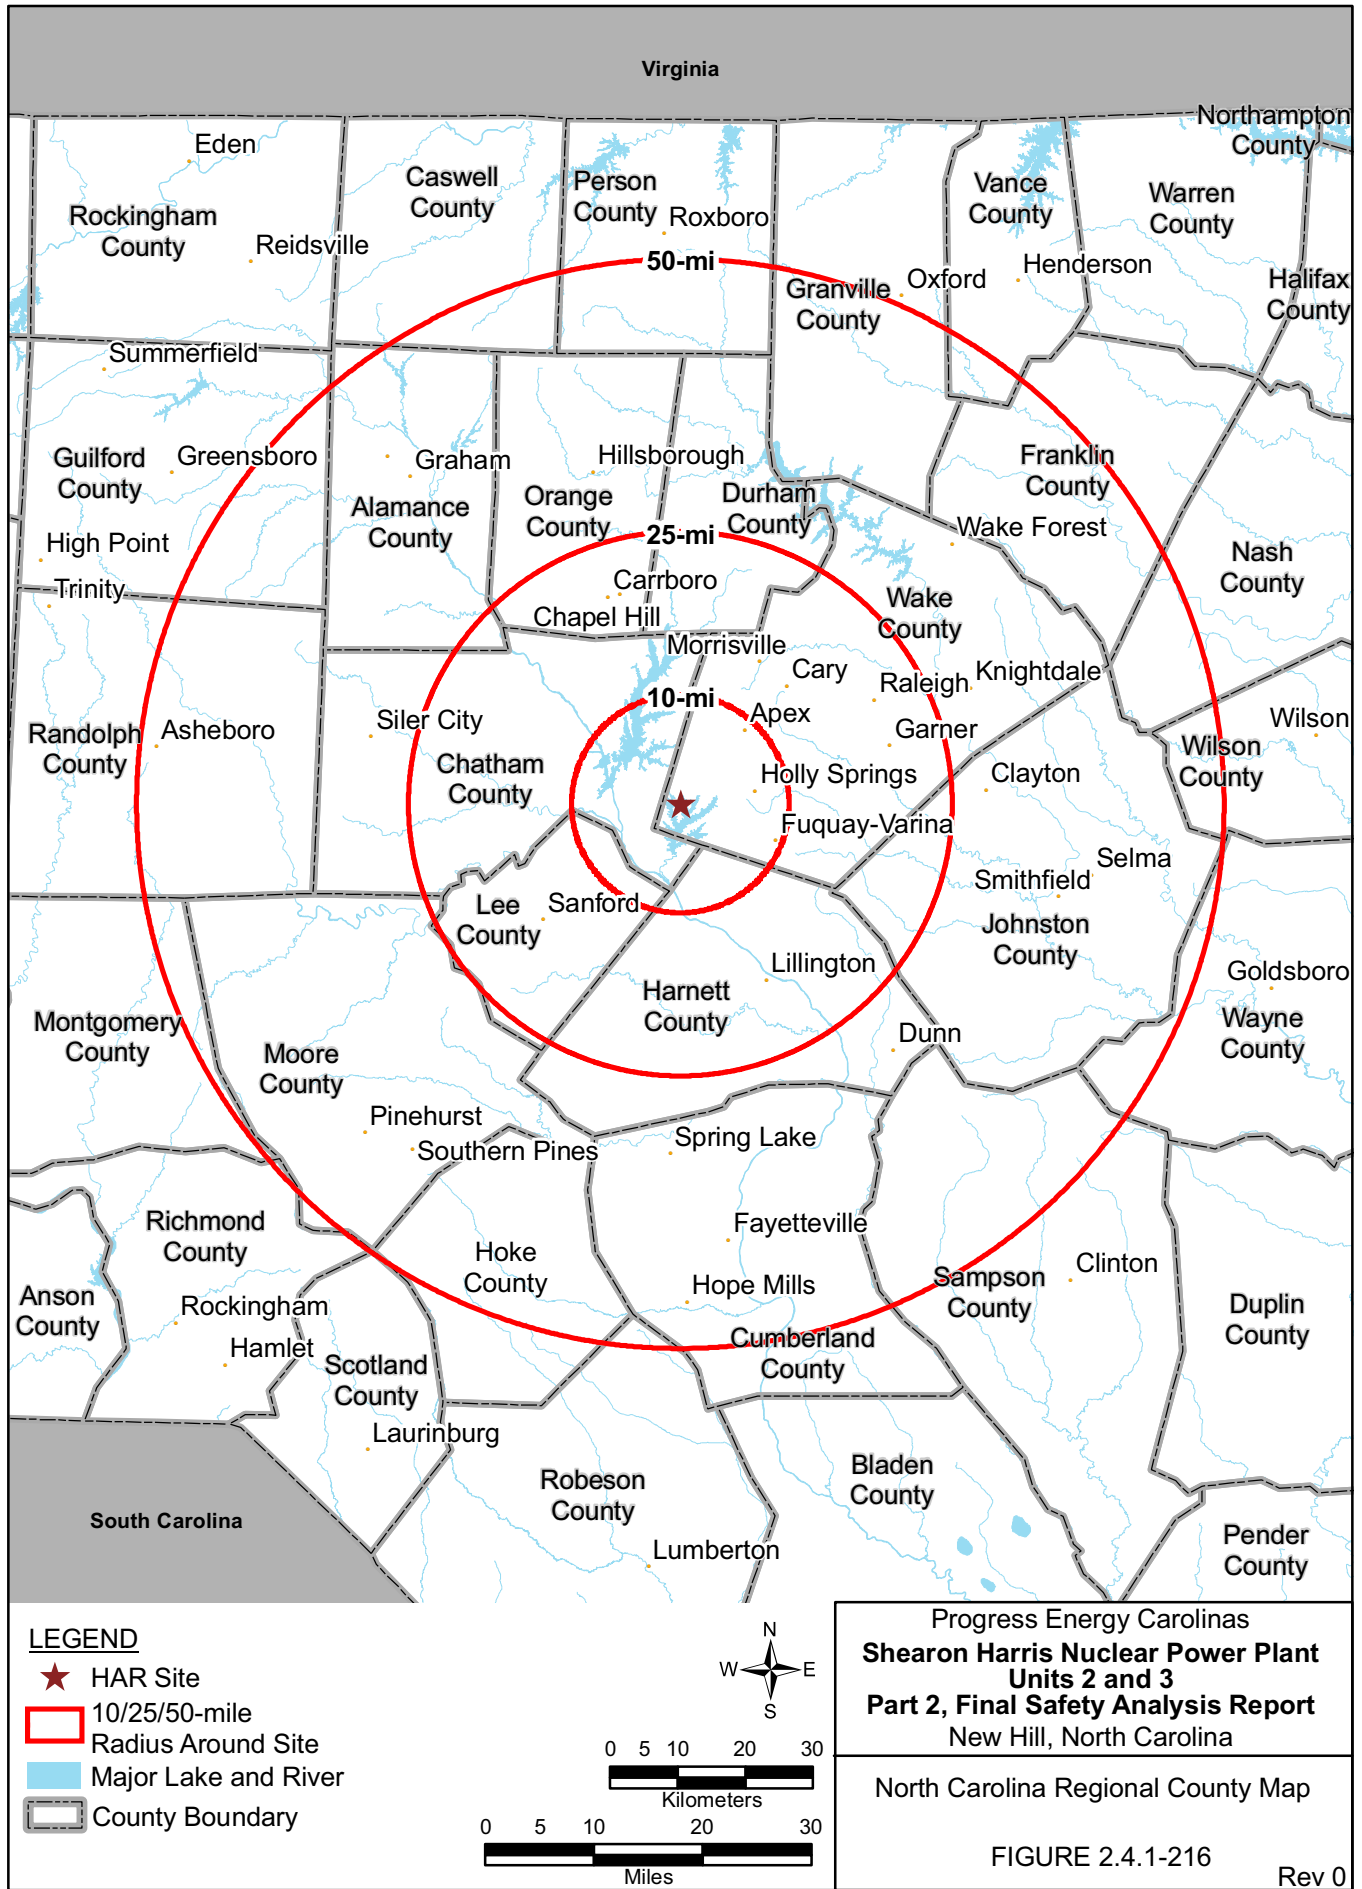 Virginia
Northampton
County
Eden
Caswell
County
Person
County
Roxboro
Vance
County
Warren
County
Rockingham
County
Reidsville
50-mi
Granville
County
Oxford
Henderson
Halifax
County
Summerfield
Guilford
County
Greensboro
Graham
Alamance
County
Hillsborough
Orange
County
Durham
County
Franklin
County
Wake Forest
25-mi
High Point
Trinity
Nash
County
Carrboro
Chapel Hill
Wake
County
Morrisville
Cary
Raleigh
Knightdale
10-mi
Apex
Garner
Siler City
Asheboro
Randolph
County
Chatham
County
Wilson
Wilson
County
Holly Springs
Clayton
Fuquay-Varina
Selma
Smithfield
Johnston
County
Sanford
Lee
County
Lillington
Harnett
County
Goldsboro
Wayne
County
Dunn
Montgomery
County
Moore
County
Pinehurst
Southern Pines
Spring Lake
Richmond
County
Fayetteville
Hoke
County
Hope Mills
Sampson
County
Clinton
Anson
County
Rockingham
Hamlet
Duplin
County
Cumberland
County
Scotland
County
Laurinburg
Robeson
County
Bladen
County
South Carolina
Lumberton
Pender
County
LEGEND
HAR Site
10/25/50-mile
Radius Around Site
Major Lake and River
County Boundary
N
W E
S
0 5 10 20 30
Kilometers
0 5 10 20 30
Miles
Progress Energy Carolinas
Shearon Harris Nuclear Power Plant
Units 2 and 3
Part 2, Final Safety Analysis Report
New Hill, North Carolina
North Carolina Regional County Map
FIGURE 2.4.1-216
Rev 0